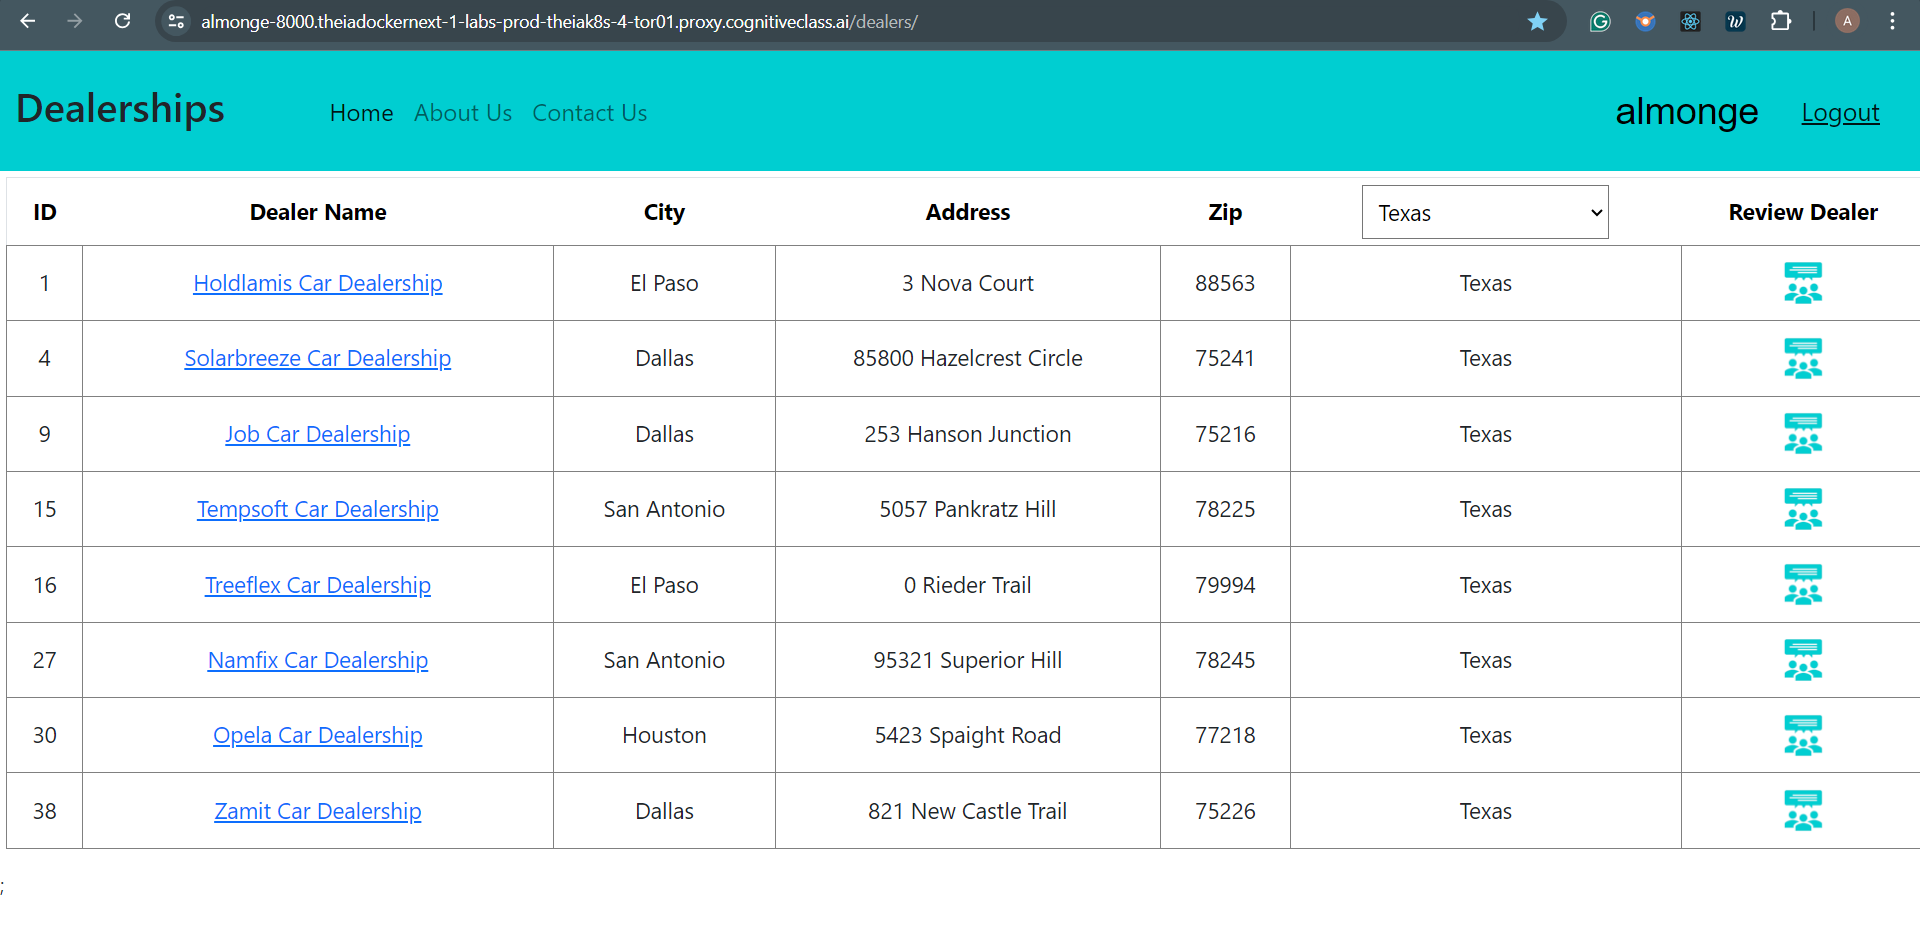 almonge-8000.theiadockernext-1-labs-prod-theiak8s-4-tor01.proxy.cognitiveclass.ai/dealers/ A
Dealerships Home About Us Contact Us almonge Logout
ID Dealer Name City Address Zip Texas Review Dealer
1 Holdlamis Car Dealership El Paso 3 Nova Court 88563 Texas
4 Solarbreeze Car Dealership Dallas 85800 Hazelcrest Circle 75241 Texas
9 Job Car Dealership Dallas 253 Hanson Junction 75216 Texas
15 Tempsoft Car Dealership San Antonio 5057 Pankratz Hill 78225 Texas
16 Treeflex Car Dealership El Paso 0 Rieder Trail 79994 Texas
27 Namfix Car Dealership San Antonio 95321 Superior Hill 78245 Texas
30 Opela Car Dealership Houston 5423 Spaight Road 77218 Texas
38 Zamit Car Dealership Dallas 821 New Castle Trail 75226 Texas
;